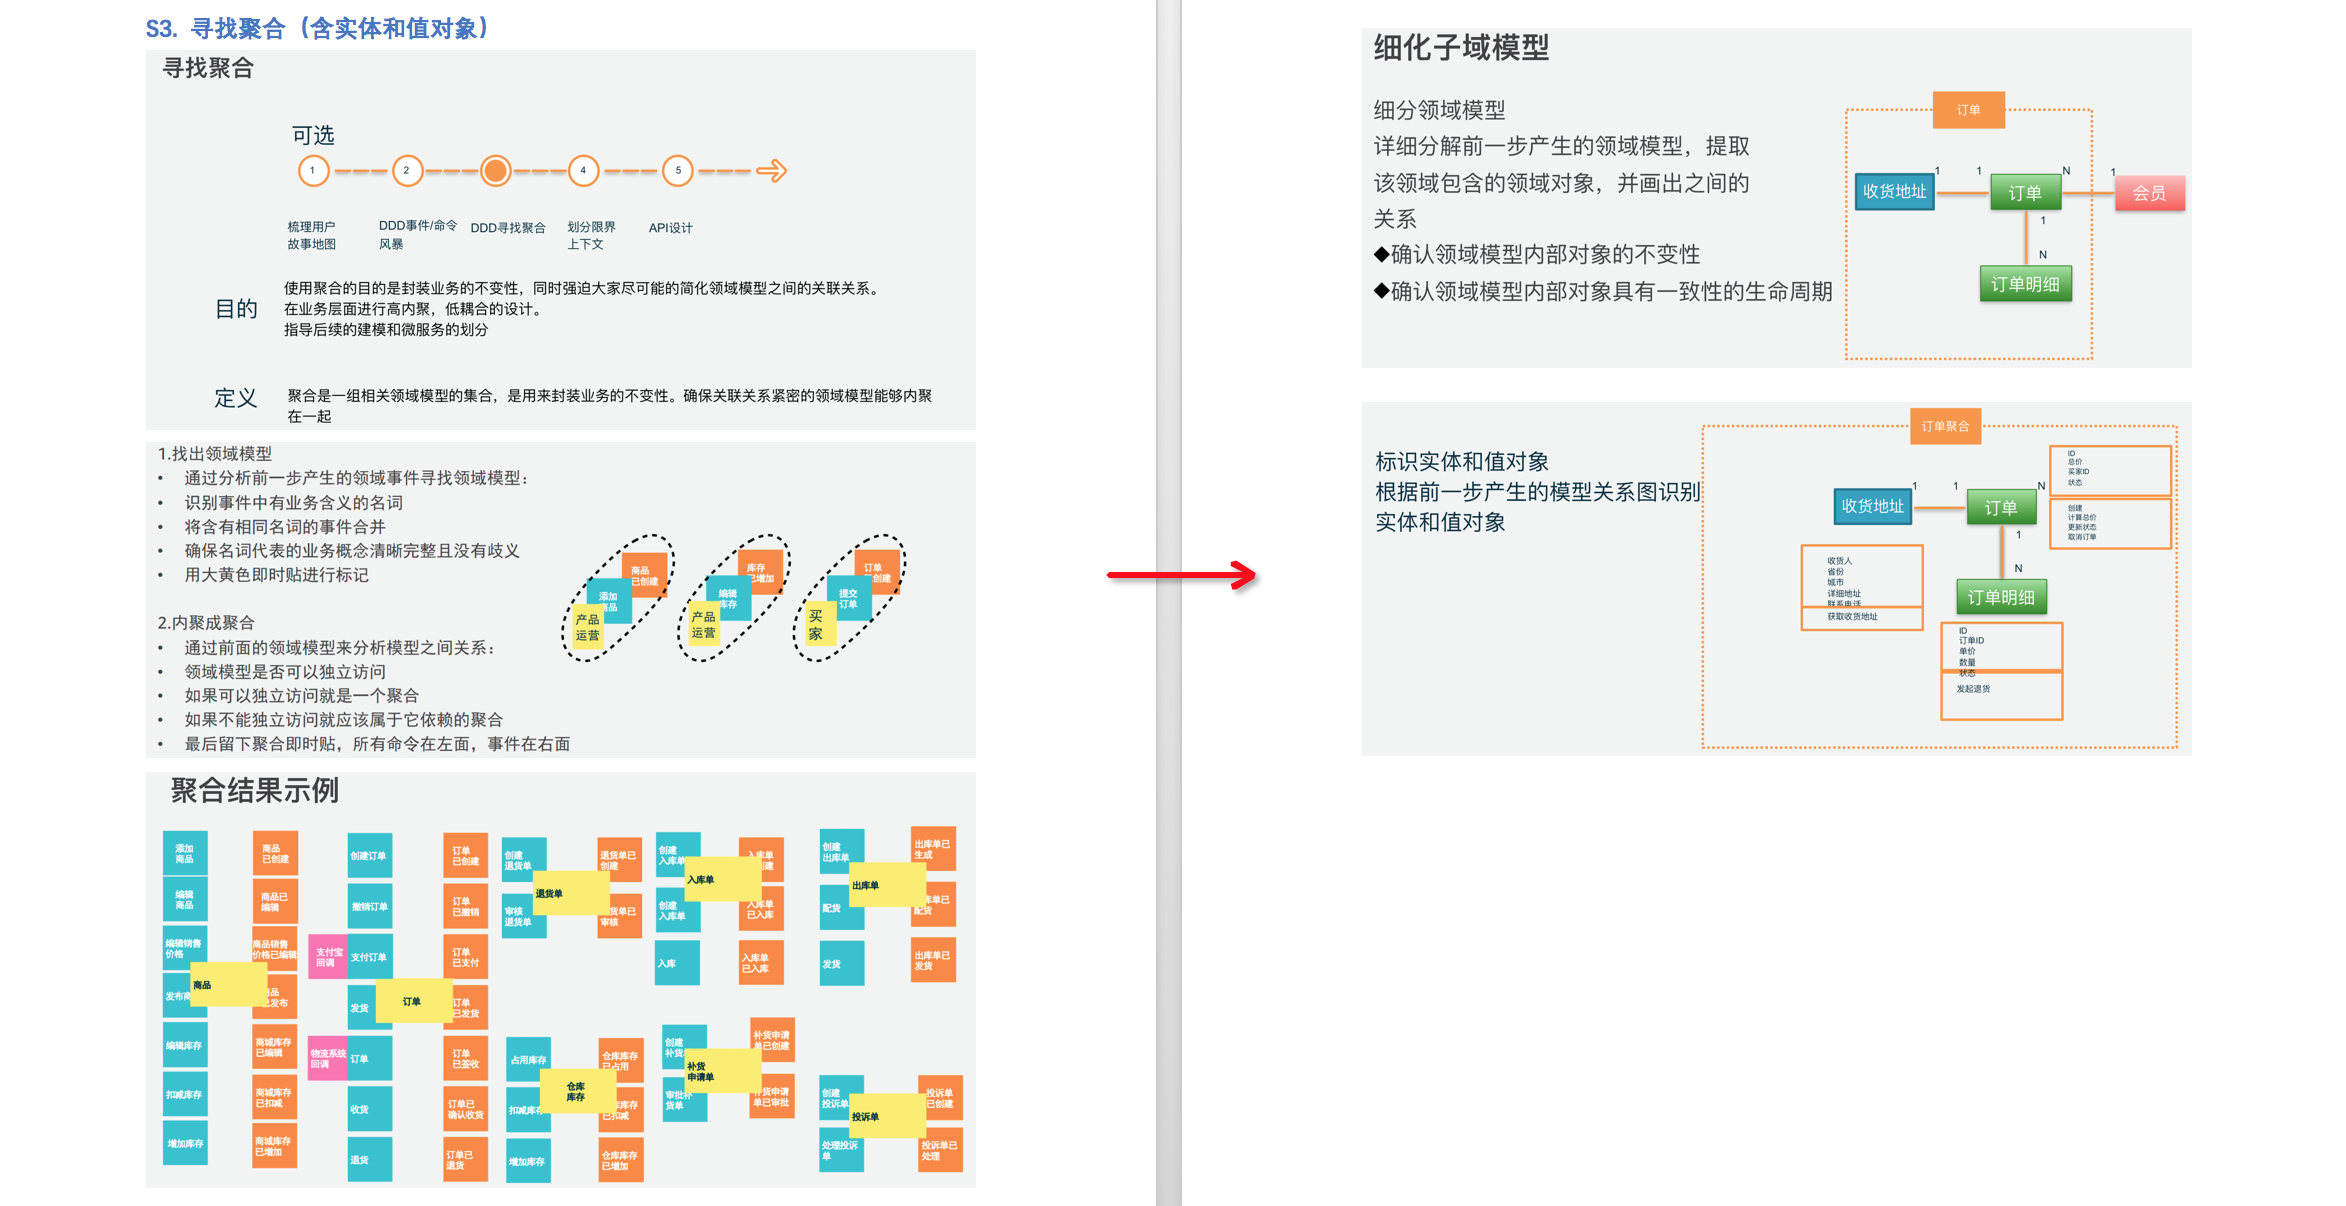 S3. 寻找聚合（含实体和值对象）
寻找聚合
可选
1
2
4
5
梳理用户
故事地图
DDD事件/命令
风暴
DDD寻找聚合
划分限界
上下文
API设计
目的
使用聚合的目的是封装业务的不变性，同时强迫大家尽可能的简化领域模型之间的关联关系。
在业务层面进行高内聚，低耦合的设计。
指导后续的建模和微服务的划分
定义
聚合是一组相关领域模型的集合，是用来封装业务的不变性。确保关联关系紧密的领域模型能够内聚
在一起
1.找出领域模型
• 通过分析前一步产生的领域事件寻找领域模型：
• 识别事件中有业务含义的名词
• 将含有相同名词的事件合并
• 确保名词代表的业务概念清晰完整且没有歧义
• 用大黄色即时贴进行标记
2.内聚成聚合
• 通过前面的领域模型来分析模型之间关系：
• 领域模型是否可以独立访问
• 如果可以独立访问就是一个聚合
• 如果不能独立访问就应该属于它依赖的聚合
• 最后留下聚合即时贴，所有命令在左面，事件在右面
商品
已创建
添加
商品
产品
运营
库存
已增加
编辑
库存
产品
运营
订单
已创建
提交
订单
买
家
聚合结果示例
添加
商品
编辑
商品
编辑销售
价格
发布商
编辑库存
扣减库存
增加库存
商品
商品
已创建
商品已
编辑
商品销售
价格已编辑
商品
已发布
商城库存
已编辑
商城库存
已扣减
商城库存
已增加
支付宝
回调
物流系统
回调
创建订单
撤销订单
支付订单
发货
订单
收货
退货
订单
订单
已创建
订单
已撤销
订单
已支付
订单
已发货
订单
已签收
订单已
确认收货
订单已
退货
创建
退货单
审核
退货单
退货单
退货单已
创建
货单已
审核
占用库存
扣减库存
增加库存
仓库
库存
仓库库存
已占用
库库存
已扣减
仓库库存
已增加
创建
入库单
创建
入库单
入库
入库单
入库单
建
入库单
已入库
入库单
已入库
创建
补货
审批补
货单
补货
申请单
补货申请
单已创建
货申请
单已审批
创建
出库单
配货
发货
出库单
出库单已
生成
库单已
配货
出库单已
发货
创建
投诉单
处理投诉
单
投诉单
投诉单
已创建
投诉单已
处理
细化子域模型
细分领域模型
详细分解前一步产生的领域模型，提取
该领域包含的领域对象，并画出之间的
关系
◆确认领域模型内部对象的不变性
◆确认领域模型内部对象具有一致性的生命周期
订单
收货地址
1
1
订单
N
1
会员
1
N
订单明细
标识实体和值对象
根据前一步产生的模型关系图识别
实体和值对象
订单聚合
收货地址
1
1
订单
N
1
N
订单明细
ID
总价
买家ID
状态
创建
计算总价
更新状态
取消订单
收货人
省份
城市
详细地址
联系电话
获取收货地址
ID
订单ID
单价
数量
状态
发起退货